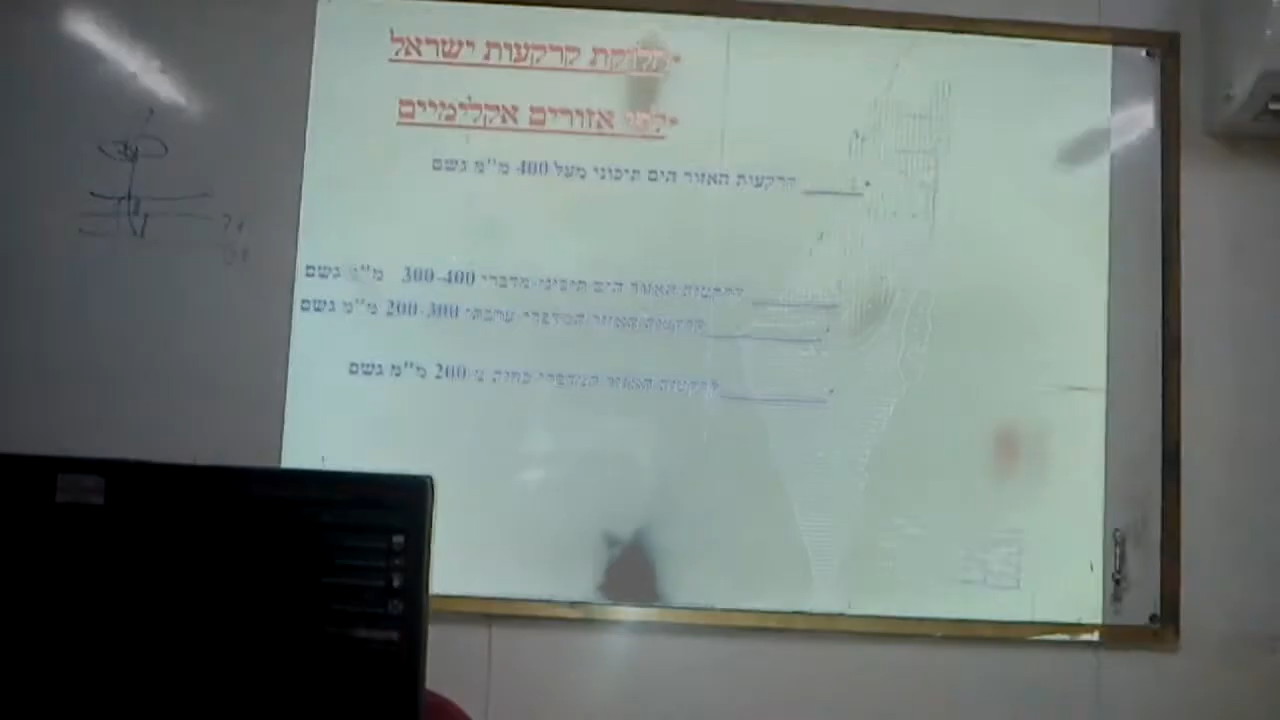 חלוקת קרקעות ישראל
לפי אזורים אקלימיים
קרקעות האזור הים תיכוני מעל 400 מ"מ גשם
קרקעות האזור הים תיכוני מדברי 300-400 מ"מ גשם
קרקעות האזור המדברי ערבתי 200-300 מ"מ גשם
קרקעות האזור המדברי פחות מ-200 מ"מ גשם